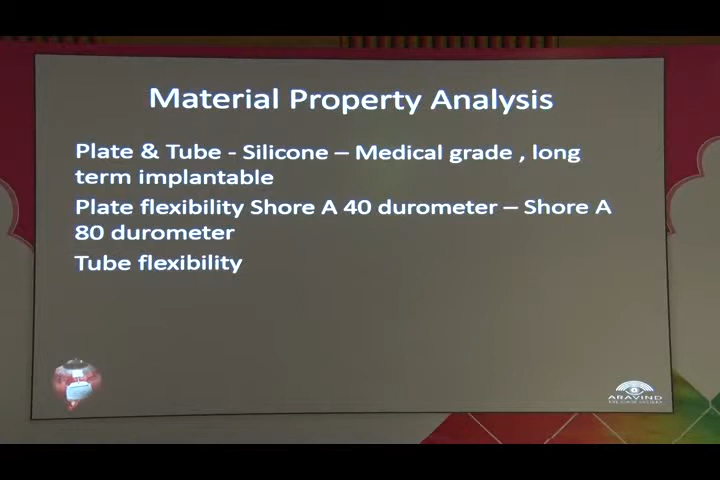 Material Property Analysis
Plate & Tube - Silicone – Medical grade , long
term implantable
Plate flexibility Shore A 40 durometer – Shore A
80 durometer
Tube flexibility
ARAVIND